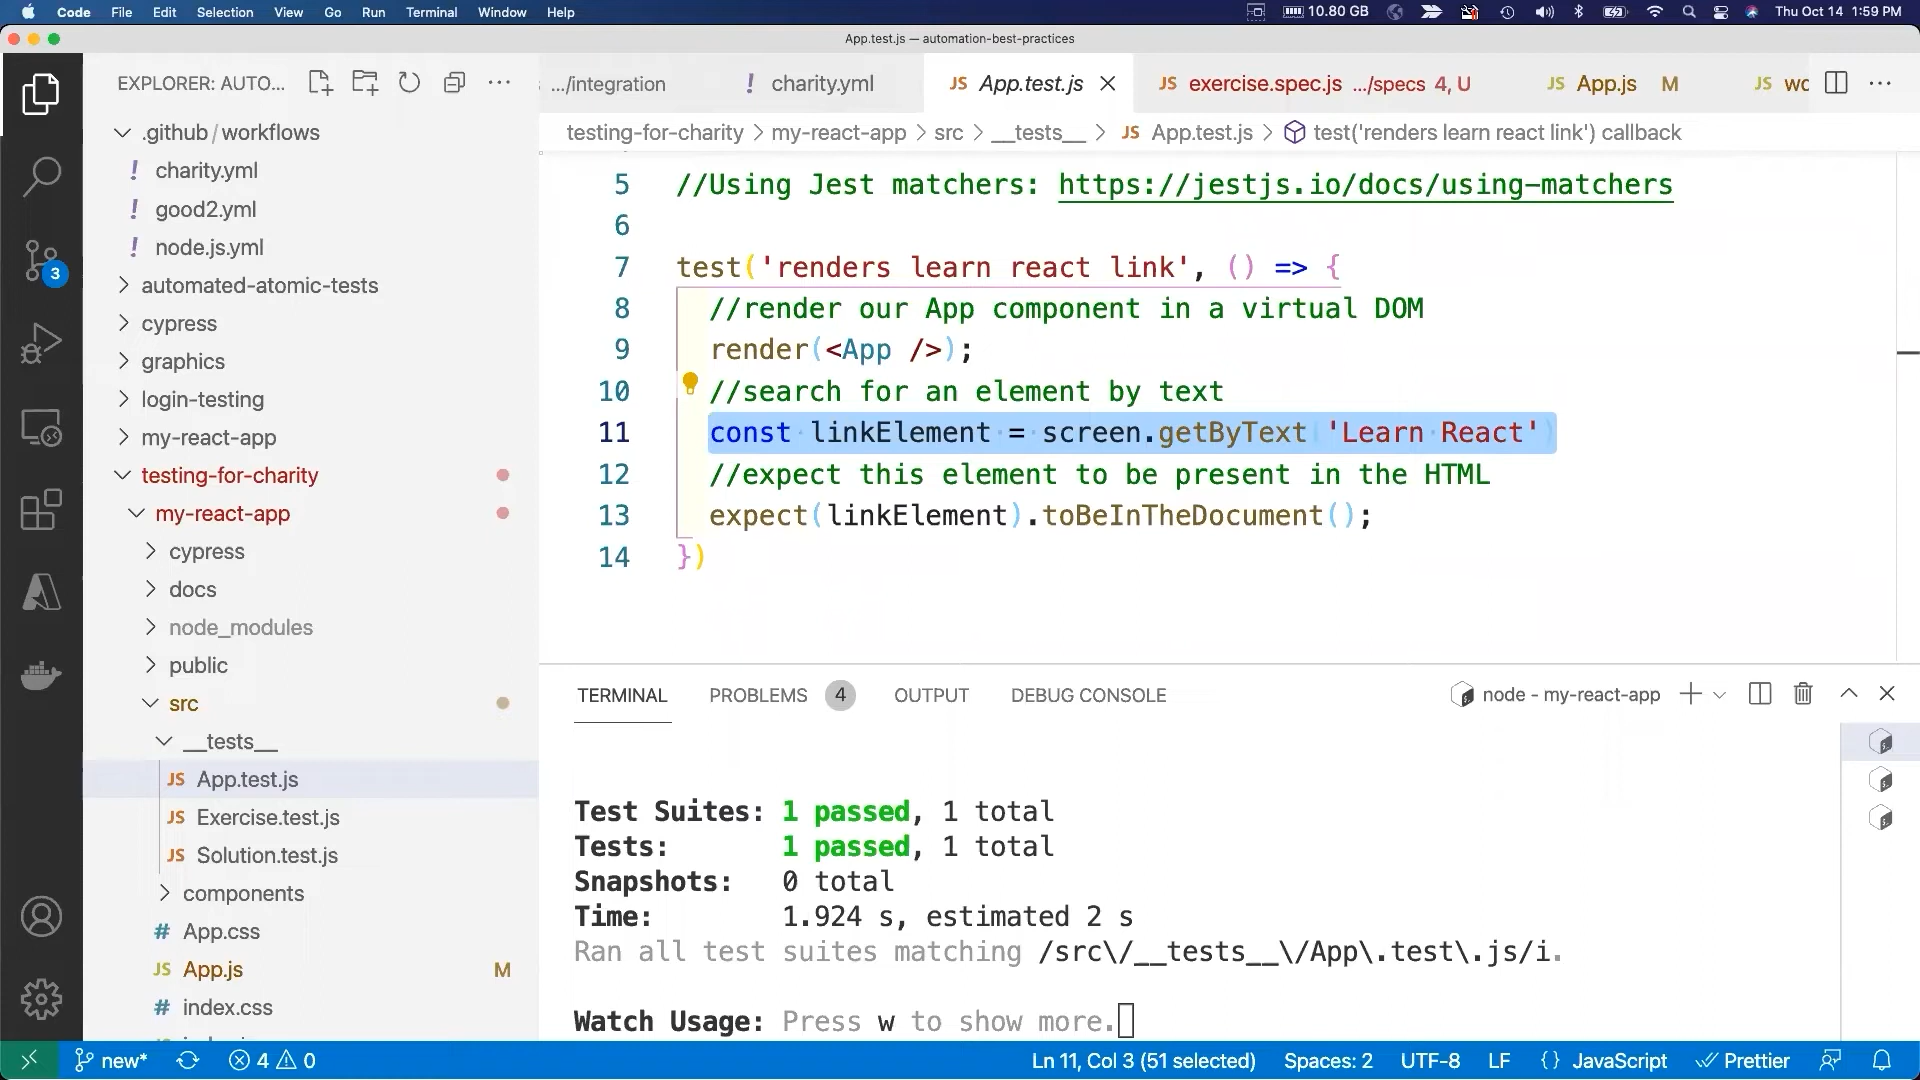 Code File Edit Selection View Go Run Terminal Window Help 10.80 GB Thu Oct 14 1:59 PM
App.test.js — automation-best-practices
EXPLORER: AUTO...
.../integration ! charity.yml JS App.test.js JS exercise.spec.js .../specs 4, U JS App.js M JS wo
testing-for-charity > my-react-app > src > __tests__ > JS App.test.js > test('renders learn react link') callback
.github / workflows
! charity.yml
! good2.yml
! node.js.yml
automated-atomic-tests
cypress
graphics
login-testing
my-react-app
testing-for-charity
my-react-app
cypress
docs
node_modules
public
src
__tests__
JS App.test.js
JS Exercise.test.js
JS Solution.test.js
components
# App.css
JS App.js M
# index.css
3
5 //Using Jest matchers: https://jestjs.io/docs/using-matchers
6
7 test('renders learn react link', () => {
8 //render our App component in a virtual DOM
9 render(<App />);
10 //search for an element by text
11 const linkElement = screen.getByText('Learn React')
12 //expect this element to be present in the HTML
13 expect(linkElement).toBeInTheDocument();
14 })
TERMINAL PROBLEMS 4 OUTPUT DEBUG CONSOLE node - my-react-app
Test Suites: 1 passed, 1 total
Tests: 1 passed, 1 total
Snapshots: 0 total
Time: 1.924 s, estimated 2 s
Ran all test suites matching /src\/__tests__\/App\.test\.js/i.
Watch Usage: Press w to show more.
new* 4 0 Ln 11, Col 3 (51 selected) Spaces: 2 UTF-8 LF {} JavaScript Prettier